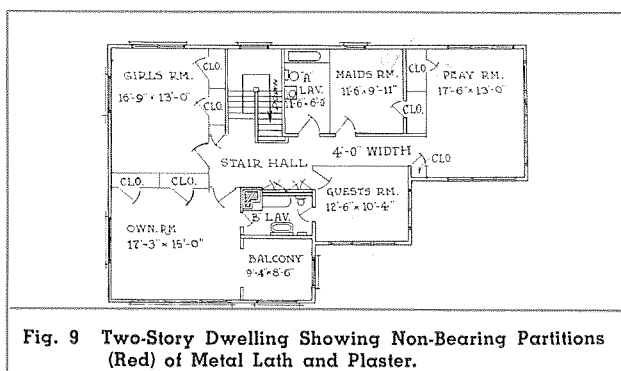 CLO.
GIRLS RM.
16'-9" × 13'-0"
CLO.
DOWN
"A"
LAV.
MAIDS RM.
11'-6" × 9'-11"
CLO
PLAY RM.
17'-6" × 13'-0"
STAIR HALL
4'-0" WIDTH
CLO
CLO.
CLO.
GUESTS RM.
12'-6" × 10'-4"
B LAV.
OWN. RM
17'-3" × 15'-0"
BALCONY
9'-4" × 8'-6"
Fig. 9 Two-Story Dwelling Showing Non-Bearing Partitions
(Red) of Metal Lath and Plaster.